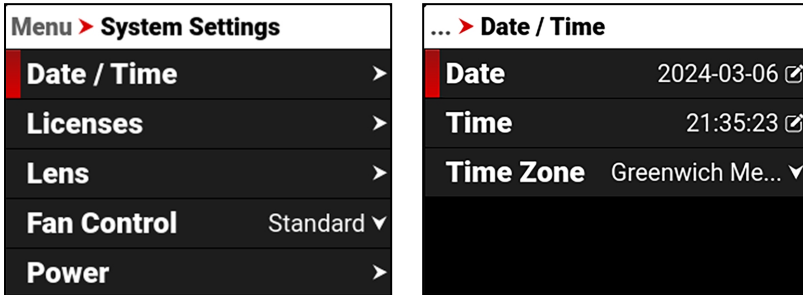 Menu > System Settings
Date / Time
Licenses
Lens
Fan Control Standard
Power
... > Date / Time
Date 2024-03-06
Time 21:35:23
Time Zone Greenwich Me...